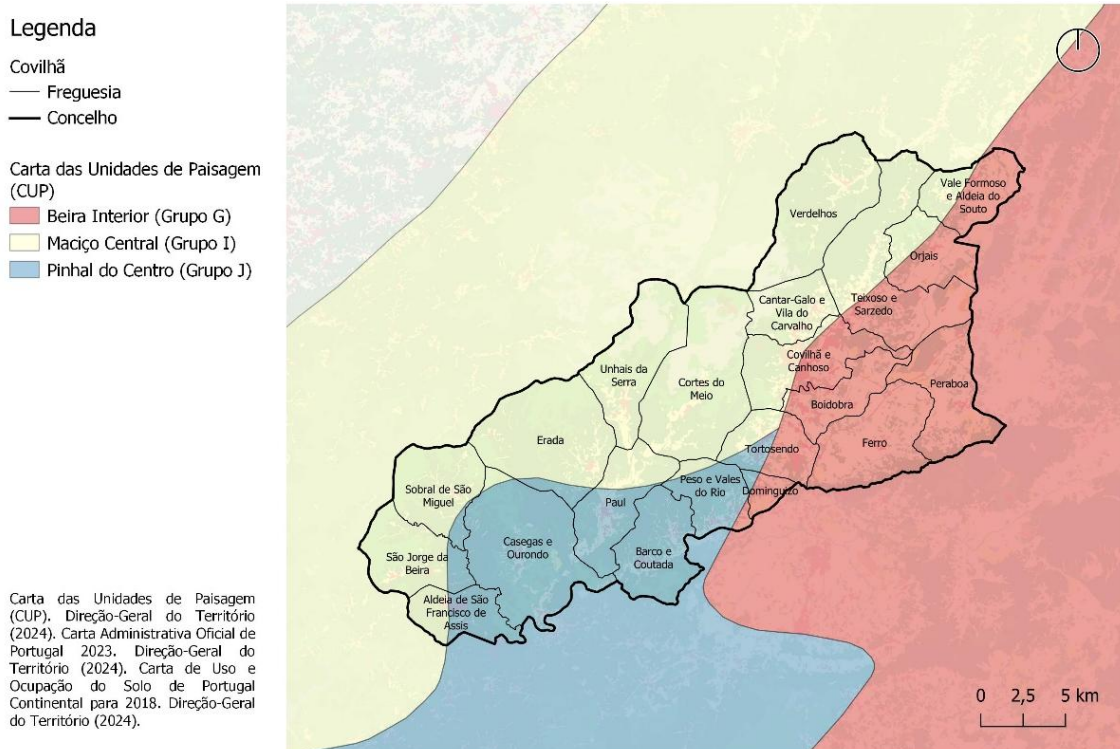 Legenda
Covilhã
Freguesia
Concelho
Carta das Unidades de Paisagem
(CUP)
Beira Interior (Grupo G)
Maciço Central (Grupo I)
Pinhal do Centro (Grupo J)
Carta das Unidades de Paisagem
(CUP). Direção-Geral do Território
(2024). Carta Administrativa Oficial de
Portugal 2023. Direção-Geral do
Território (2024). Carta de Uso e
Ocupação do Solo de Portugal
Continental para 2018. Direção-Geral
do Território (2024).
Vale Formoso
e Aldeia do
Souto
Verdelhos
Orjais
Cantar-Galo e
Vila do
Carvalho
Teixoso e
Sarzedo
Covilhã e
Canhoso
Unhais da
Serra
Cortes do
Meio
Peraboa
Boidobra
Erada
Ferro
Tortosendo
Peso e Vales
do Rio
Dominguizo
Sobral de São
Miguel
Paul
Casegas e
Ourondo
Barco e
Coutada
São Jorge da
Beira
Aldeia de São
Francisco de
Assis
0 2,5 5 km